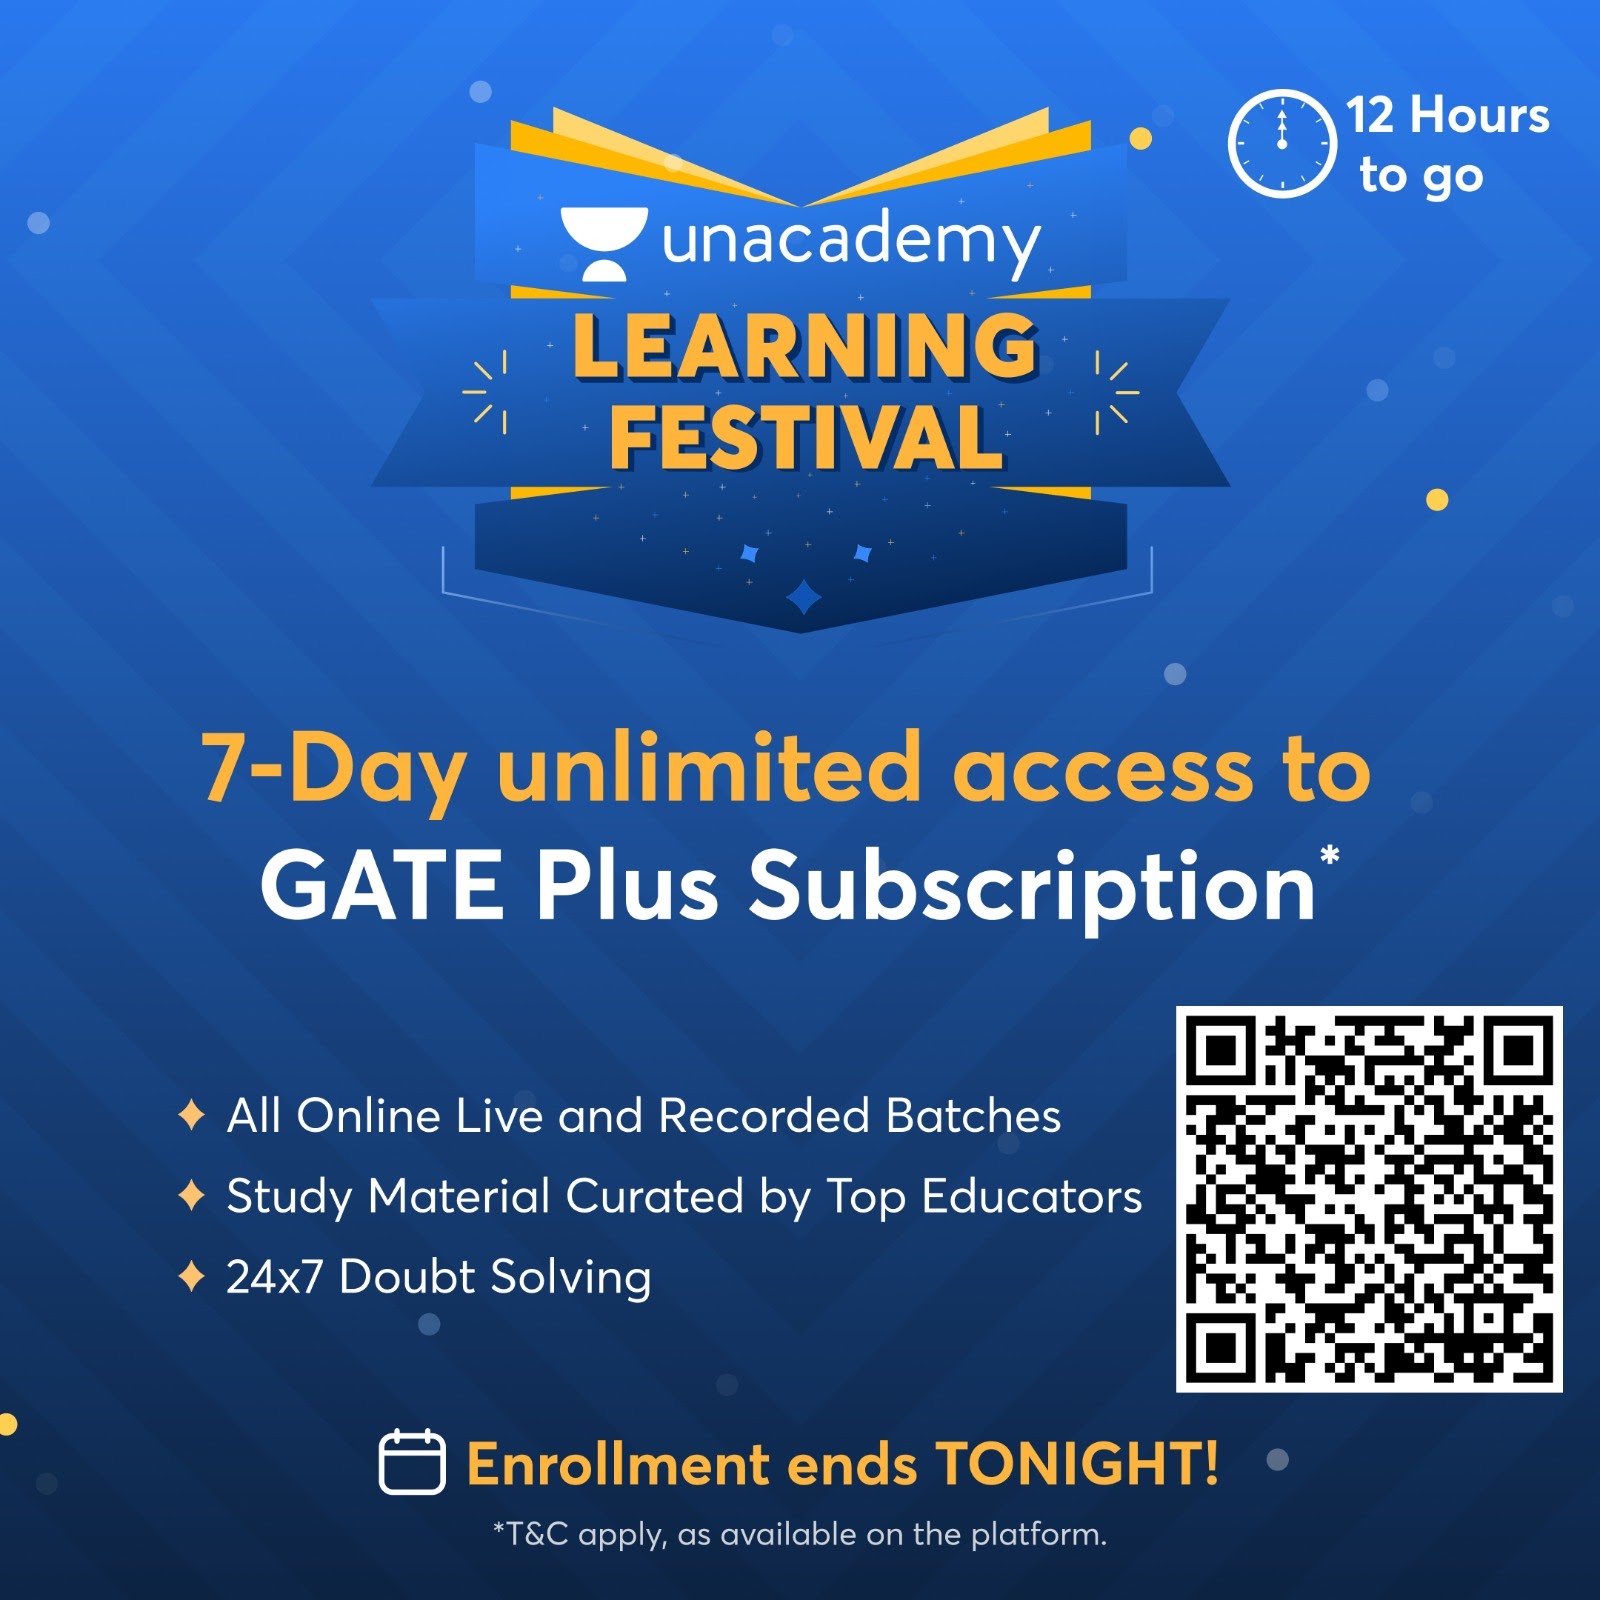 12 Hours
to go
unacademy
LEARNING
FESTIVAL
7-Day unlimited access to
GATE Plus Subscription*
All Online Live and Recorded Batches
Study Material Curated by Top Educators
24x7 Doubt Solving
Enrollment ends TONIGHT!
*T&C apply, as available on the platform.